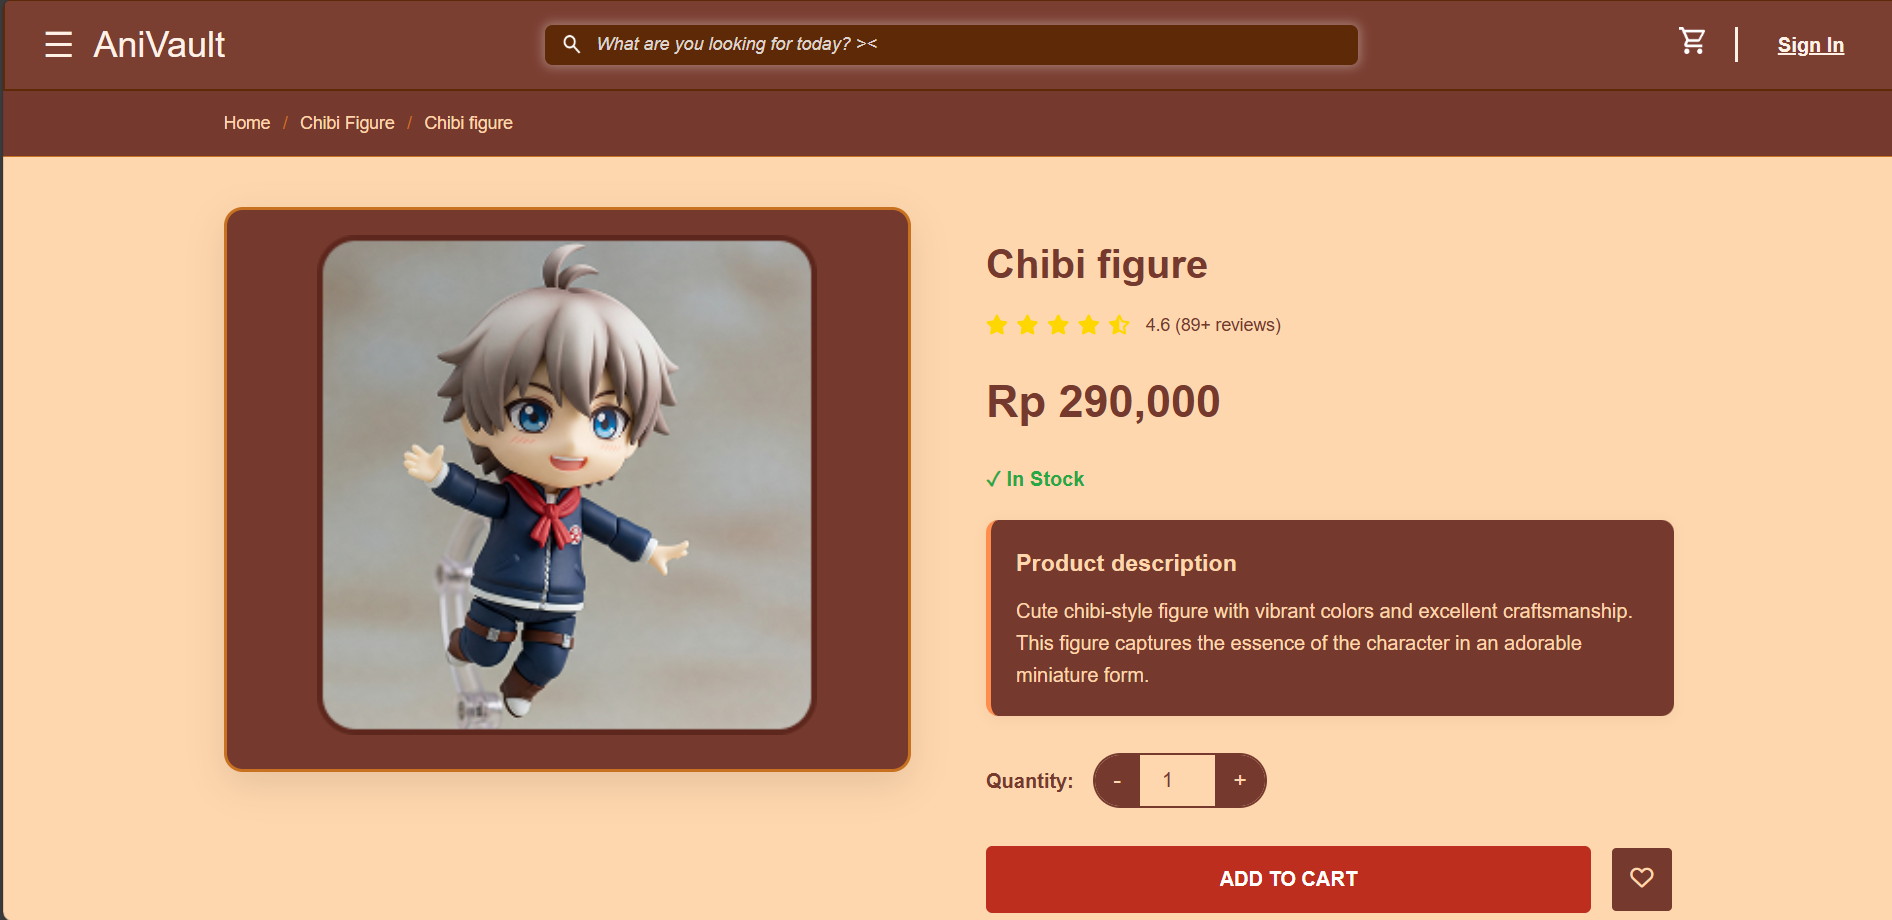 ☰ AniVault
What are you looking for today? ><
Sign In
Home / Chibi Figure / Chibi figure
Chibi figure
4.6 (89+ reviews)
Rp 290,000
✓ In Stock
Product description
Cute chibi-style figure with vibrant colors and excellent craftsmanship.
This figure captures the essence of the character in an adorable
miniature form.
Quantity: - 1 +
ADD TO CART